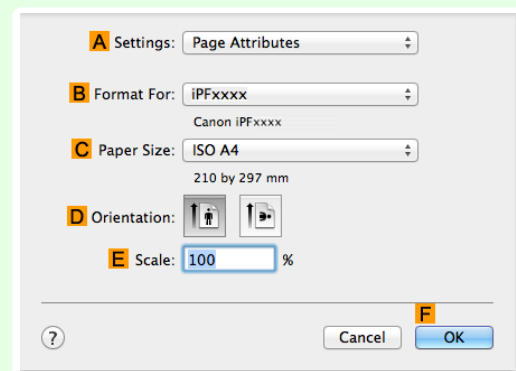 A Settings: Page Attributes
B Format For: iPFxxxx
Canon iPFxxxx
C Paper Size: ISO A4
210 by 297 mm
D Orientation:
E Scale: 100 %
F
? Cancel OK